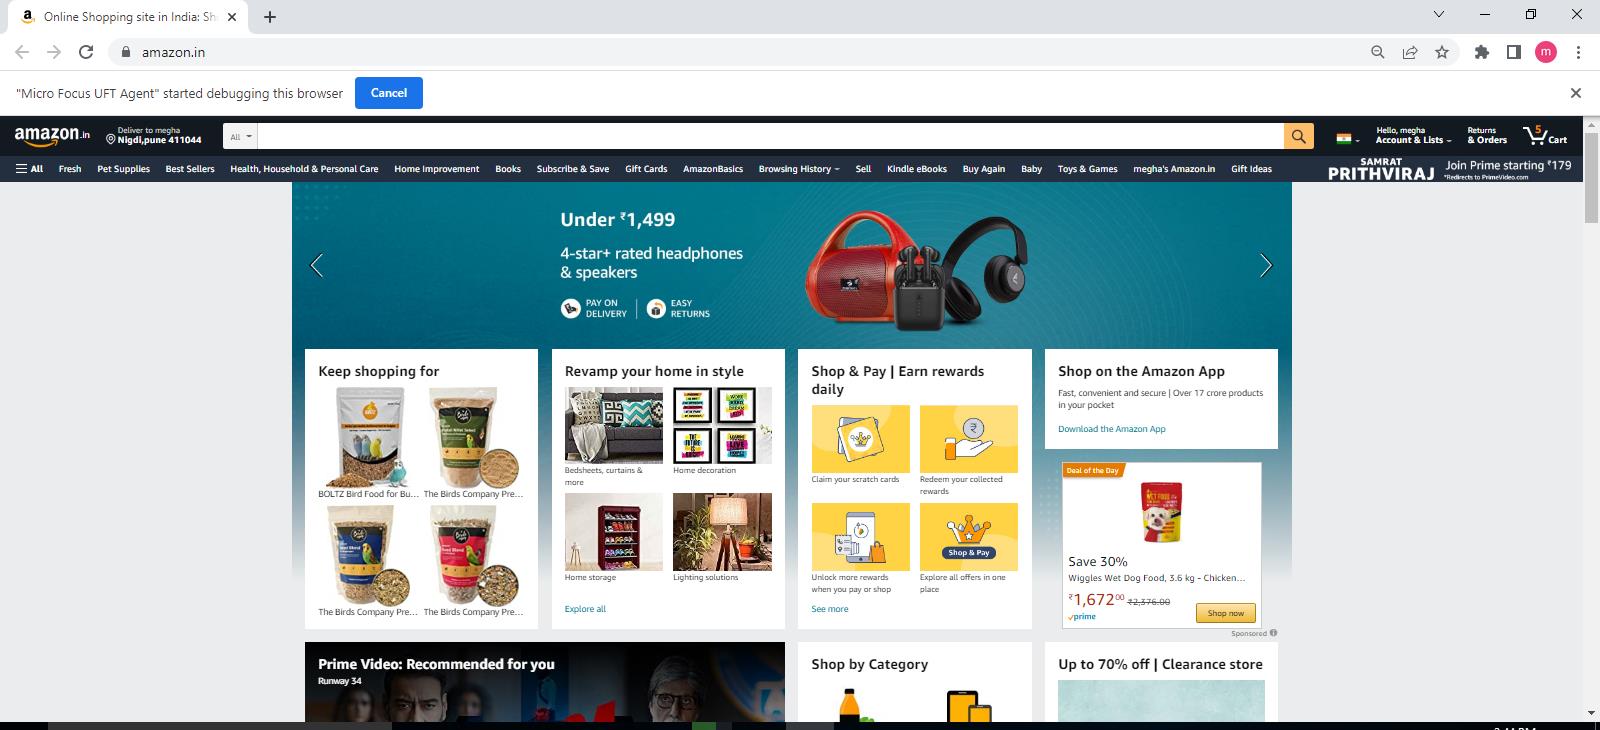 Online Shopping site in India: Sh
amazon.in
"Micro Focus UFT Agent" started debugging this browser
Cancel
m
amazon.in
Deliver to megha
Nigdi,pune 411044
All
Hello, megha
Account & Lists
Returns
& Orders
5
Cart
All
Fresh
Pet Supplies
Best Sellers
Health, Household & Personal Care
Home Improvement
Books
Subscribe & Save
Gift Cards
AmazonBasics
Browsing History
Sell
Kindle eBooks
Buy Again
Baby
Toys & Games
megha's Amazon.in
Gift Ideas
SAMRAT
PRITHVIRAJ
Join Prime starting ₹179
*Redirects to PrimeVideo.com
Under ₹1,499
4-star+ rated headphones
& speakers
PAY ON
DELIVERY
EASY
RETURNS
Keep shopping for
BOLTZ Bird Food for Bu...
The Birds Company Pre...
The Birds Company Pre...
The Birds Company Pre...
Revamp your home in style
Bedsheets, curtains &
more
Home decoration
Home storage
Lighting solutions
Explore all
Shop & Pay | Earn rewards
daily
Claim your scratch cards
Redeem your collected
rewards
Shop & Pay
Unlock more rewards
when you pay or shop
Explore all offers in one
place
See more
Shop on the Amazon App
Fast, convenient and secure | Over 17 crore products
in your pocket
Download the Amazon App
Deal of the Day
WET FOOD
Save 30%
Wiggles Wet Dog Food, 3.6 kg - Chicken...
₹1,672⁰⁰ ₹2,376.00
prime
Shop now
Sponsored
Prime Video: Recommended for you
Runway 34
Shop by Category
Up to 70% off | Clearance store